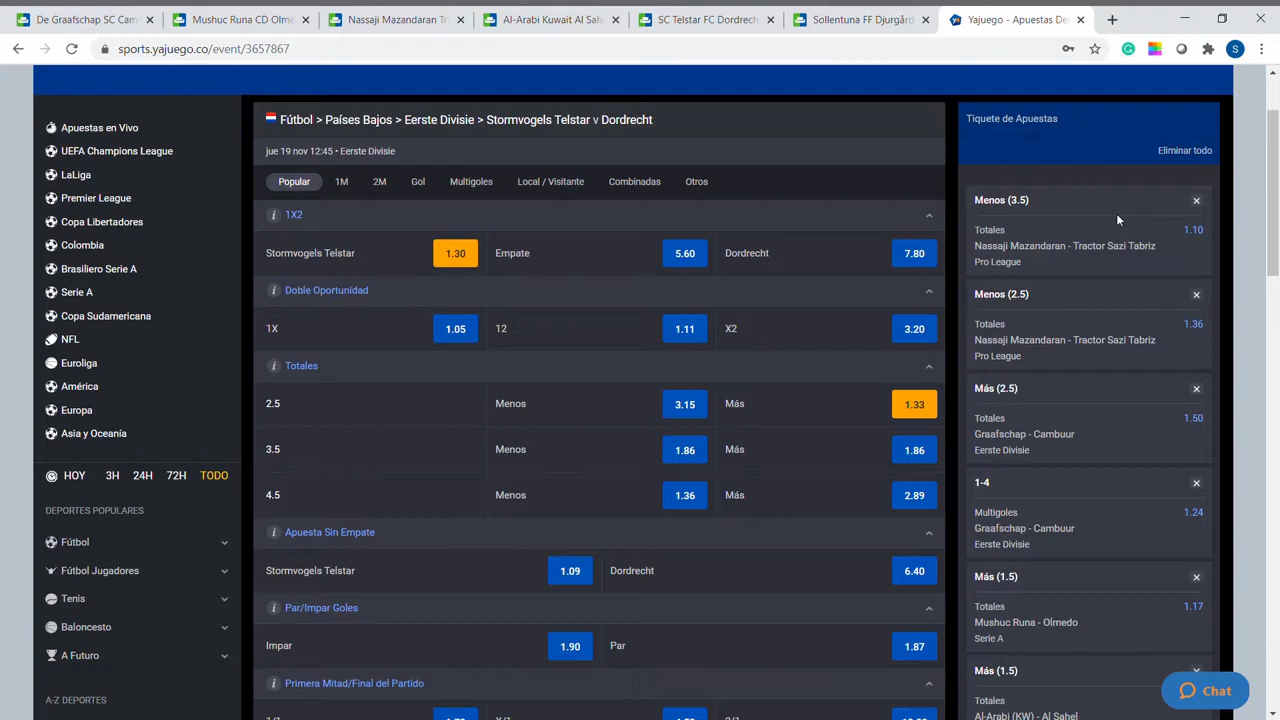 De Graafschap SC Cam
Mushuc Runa CD Olme
Nassaji Mazandaran Tr
Al-Arabi Kuwait Al Sah
SC Telstar FC Dordrech
Sollentuna FF Djurgård
Yajuego - Apuestas De
sports.yajuego.co/event/3657867
S
Apuestas en Vivo
UEFA Champions League
LaLiga
Premier League
Copa Libertadores
Colombia
Brasiliero Serie A
Serie A
Copa Sudamericana
NFL
Euroliga
América
Europa
Asia y Oceanía
HOY 3H 24H 72H TODO
DEPORTES POPULARES
Fútbol
Fútbol Jugadores
Tenis
Baloncesto
A Futuro
A-Z DEPORTES
Fútbol > Países Bajos > Eerste Divisie > Stormvogels Telstar v Dordrecht
jue 19 nov 12:45 • Eerste Divisie
Popular 1M 2M Gol Multigoles Local / Visitante Combinadas Otros
i 1X2
Stormvogels Telstar 1.30 Empate 5.60 Dordrecht 7.80
i Doble Oportunidad
1X 1.05 12 1.11 X2 3.20
i Totales
2.5 Menos 3.15 Más 1.33
3.5 Menos 1.86 Más 1.86
4.5 Menos 1.36 Más 2.89
i Apuesta Sin Empate
Stormvogels Telstar 1.09 Dordrecht 6.40
i Par/Impar Goles
Impar 1.90 Par 1.87
i Primera Mitad/Final del Partido
Tiquete de Apuestas
Eliminar todo
Menos (3.5)
Totales 1.10
Nassaji Mazandaran - Tractor Sazi Tabriz
Pro League
Menos (2.5)
Totales 1.36
Nassaji Mazandaran - Tractor Sazi Tabriz
Pro League
Más (2.5)
Totales 1.50
Graafschap - Cambuur
Eerste Divisie
1-4
Multigoles 1.24
Graafschap - Cambuur
Eerste Divisie
Más (1.5)
Totales 1.17
Mushuc Runa - Olmedo
Serie A
Más (1.5)
Totales
Al-Arabi (KW) - Al Sahel
Chat